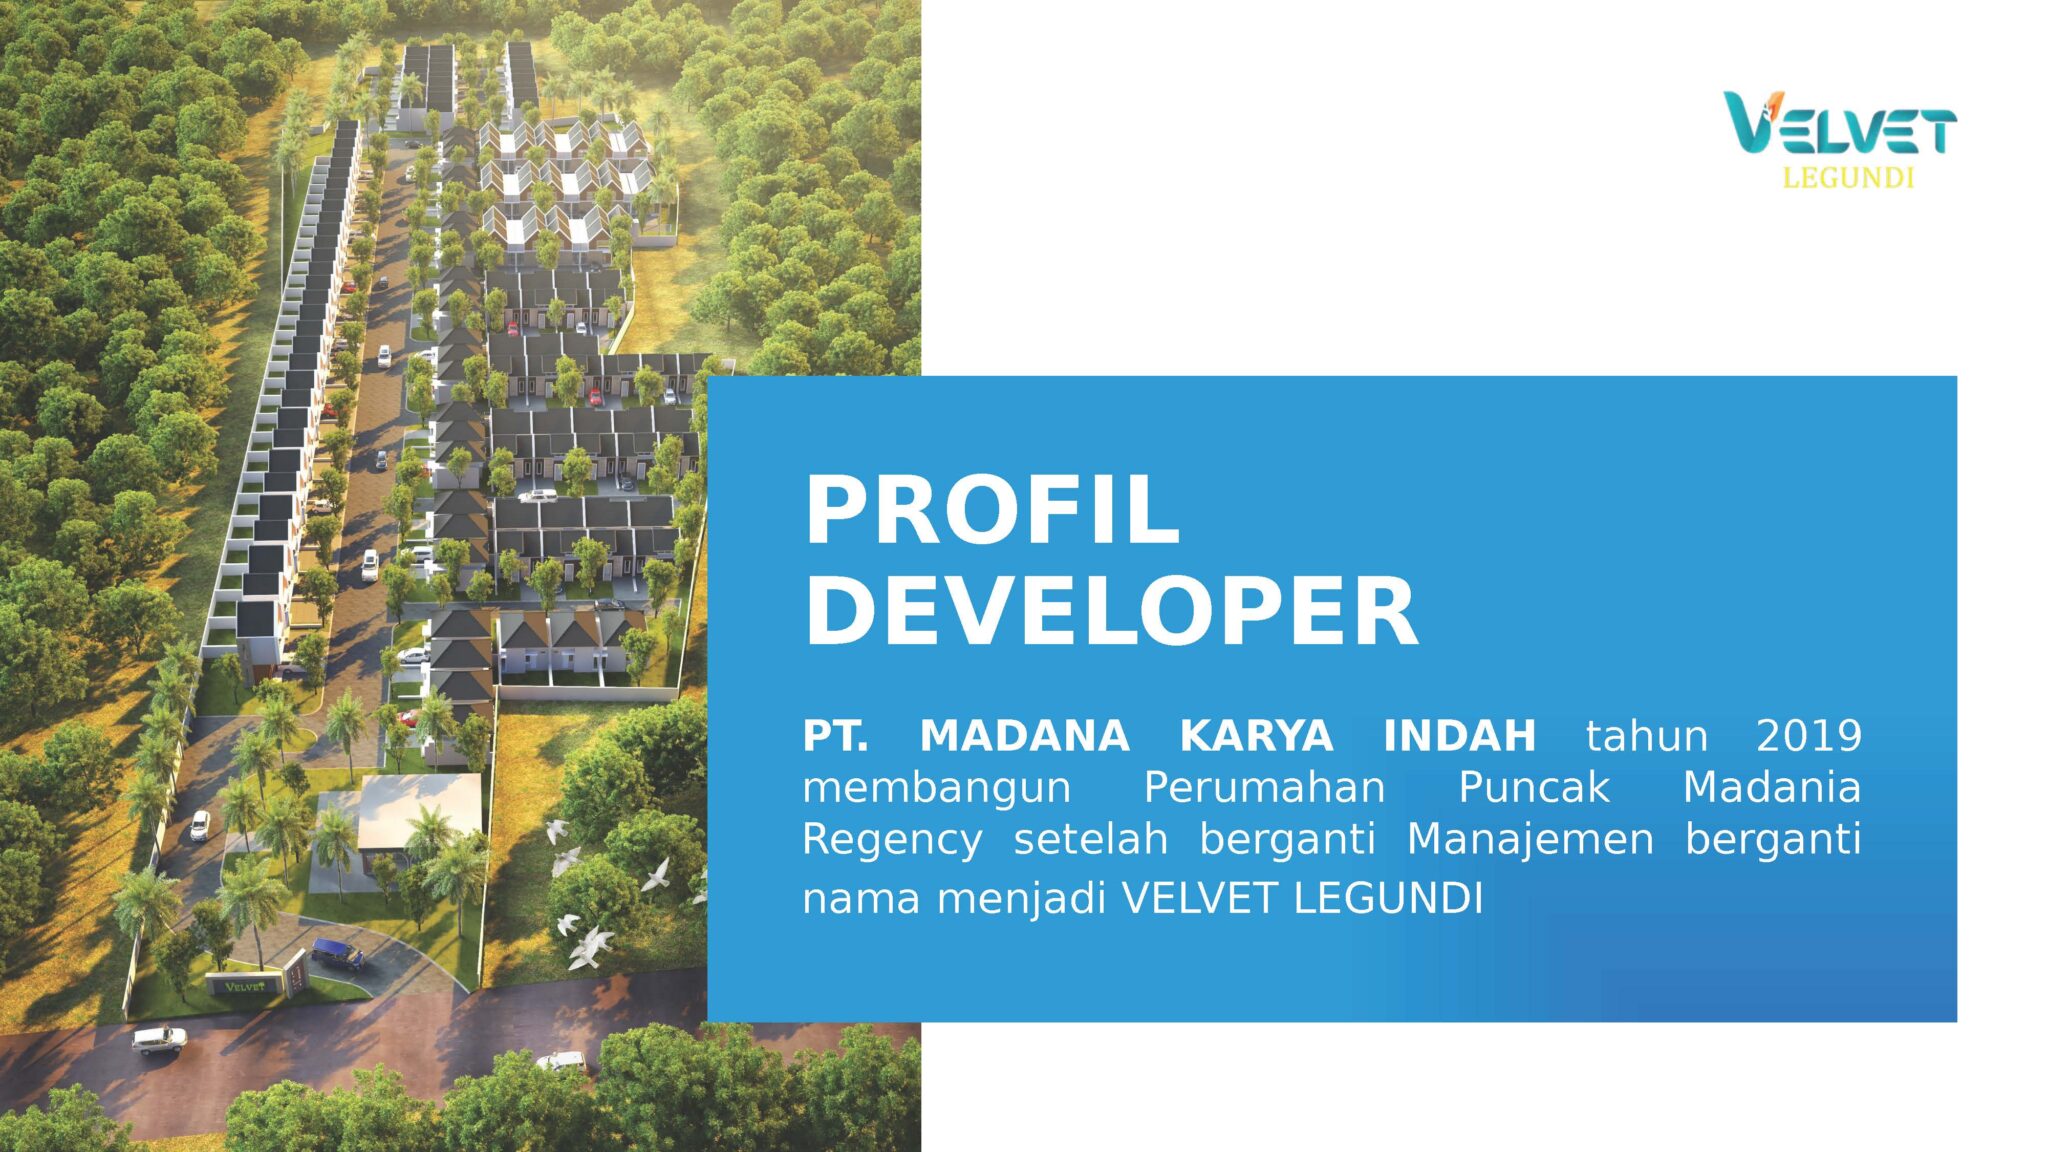 VELVET
LEGUNDI
PROFIL
DEVELOPER
PT. MADANA KARYA INDAH tahun 2019
membangun Perumahan Puncak Madania
Regency setelah berganti Manajemen berganti
nama menjadi VELVET LEGUNDI
VELVET